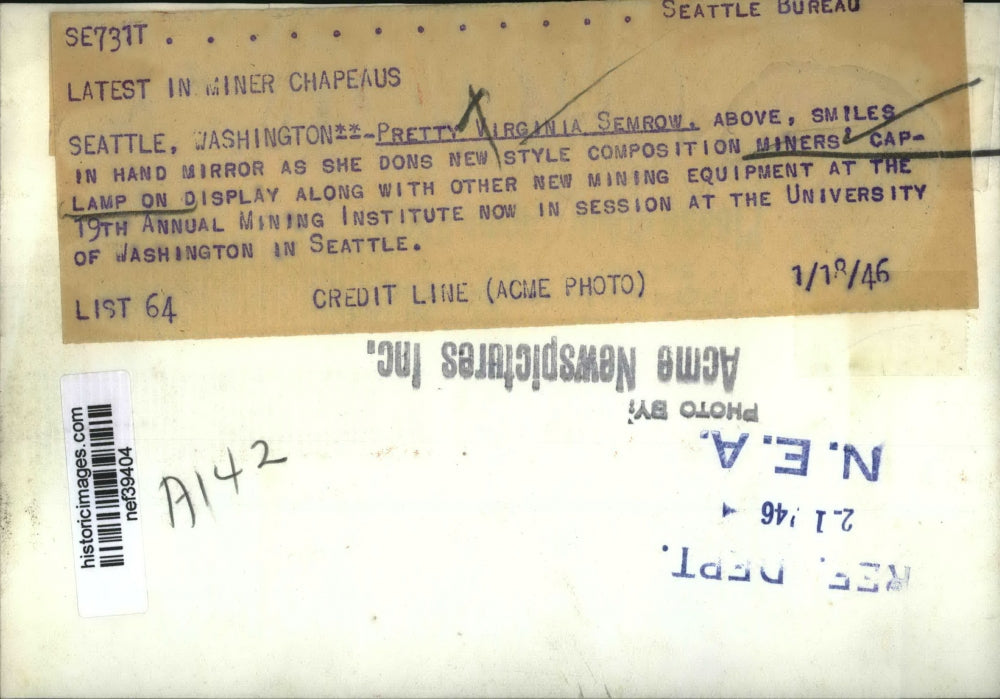 SEATTLE BUREAU
SE731T . . . . . . . . . . . .
LATEST IN MINER CHAPEAUS
SEATTLE, WASHINGTON**-PRETTY VIRGINIA SEMROW, ABOVE, SMILES
IN HAND MIRROR AS SHE DONS NEW STYLE COMPOSITION MINERS' CAP-
LAMP ON DISPLAY ALONG WITH OTHER NEW MINING EQUIPMENT AT THE
19TH ANNUAL MINING INSTITUTE NOW IN SESSION AT THE UNIVERSITY
OF WASHINGTON IN SEATTLE.
LIST 64 CREDIT LINE (ACME PHOTO) 1/18/46
PHOTO BY:
Acme Newspictures Inc.
REF. DEPT.
2-1 '46
N.E.A.
historicimages.com
nef39404
A142